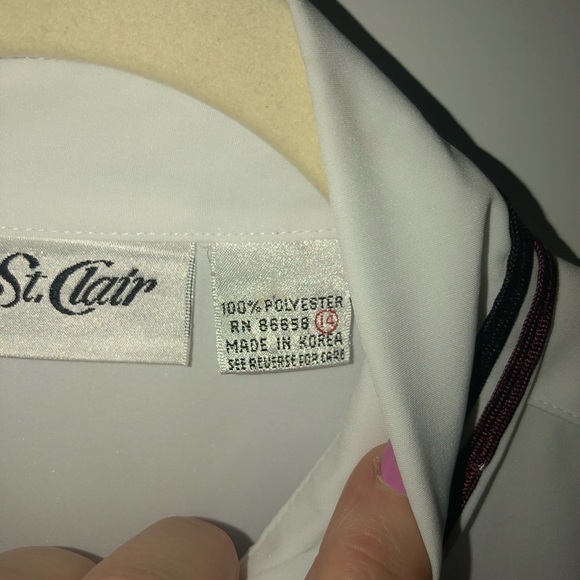 St. Clair
100% POLYESTER
RN 86658 14
MADE IN KOREA
SEE REVERSE FOR CARE